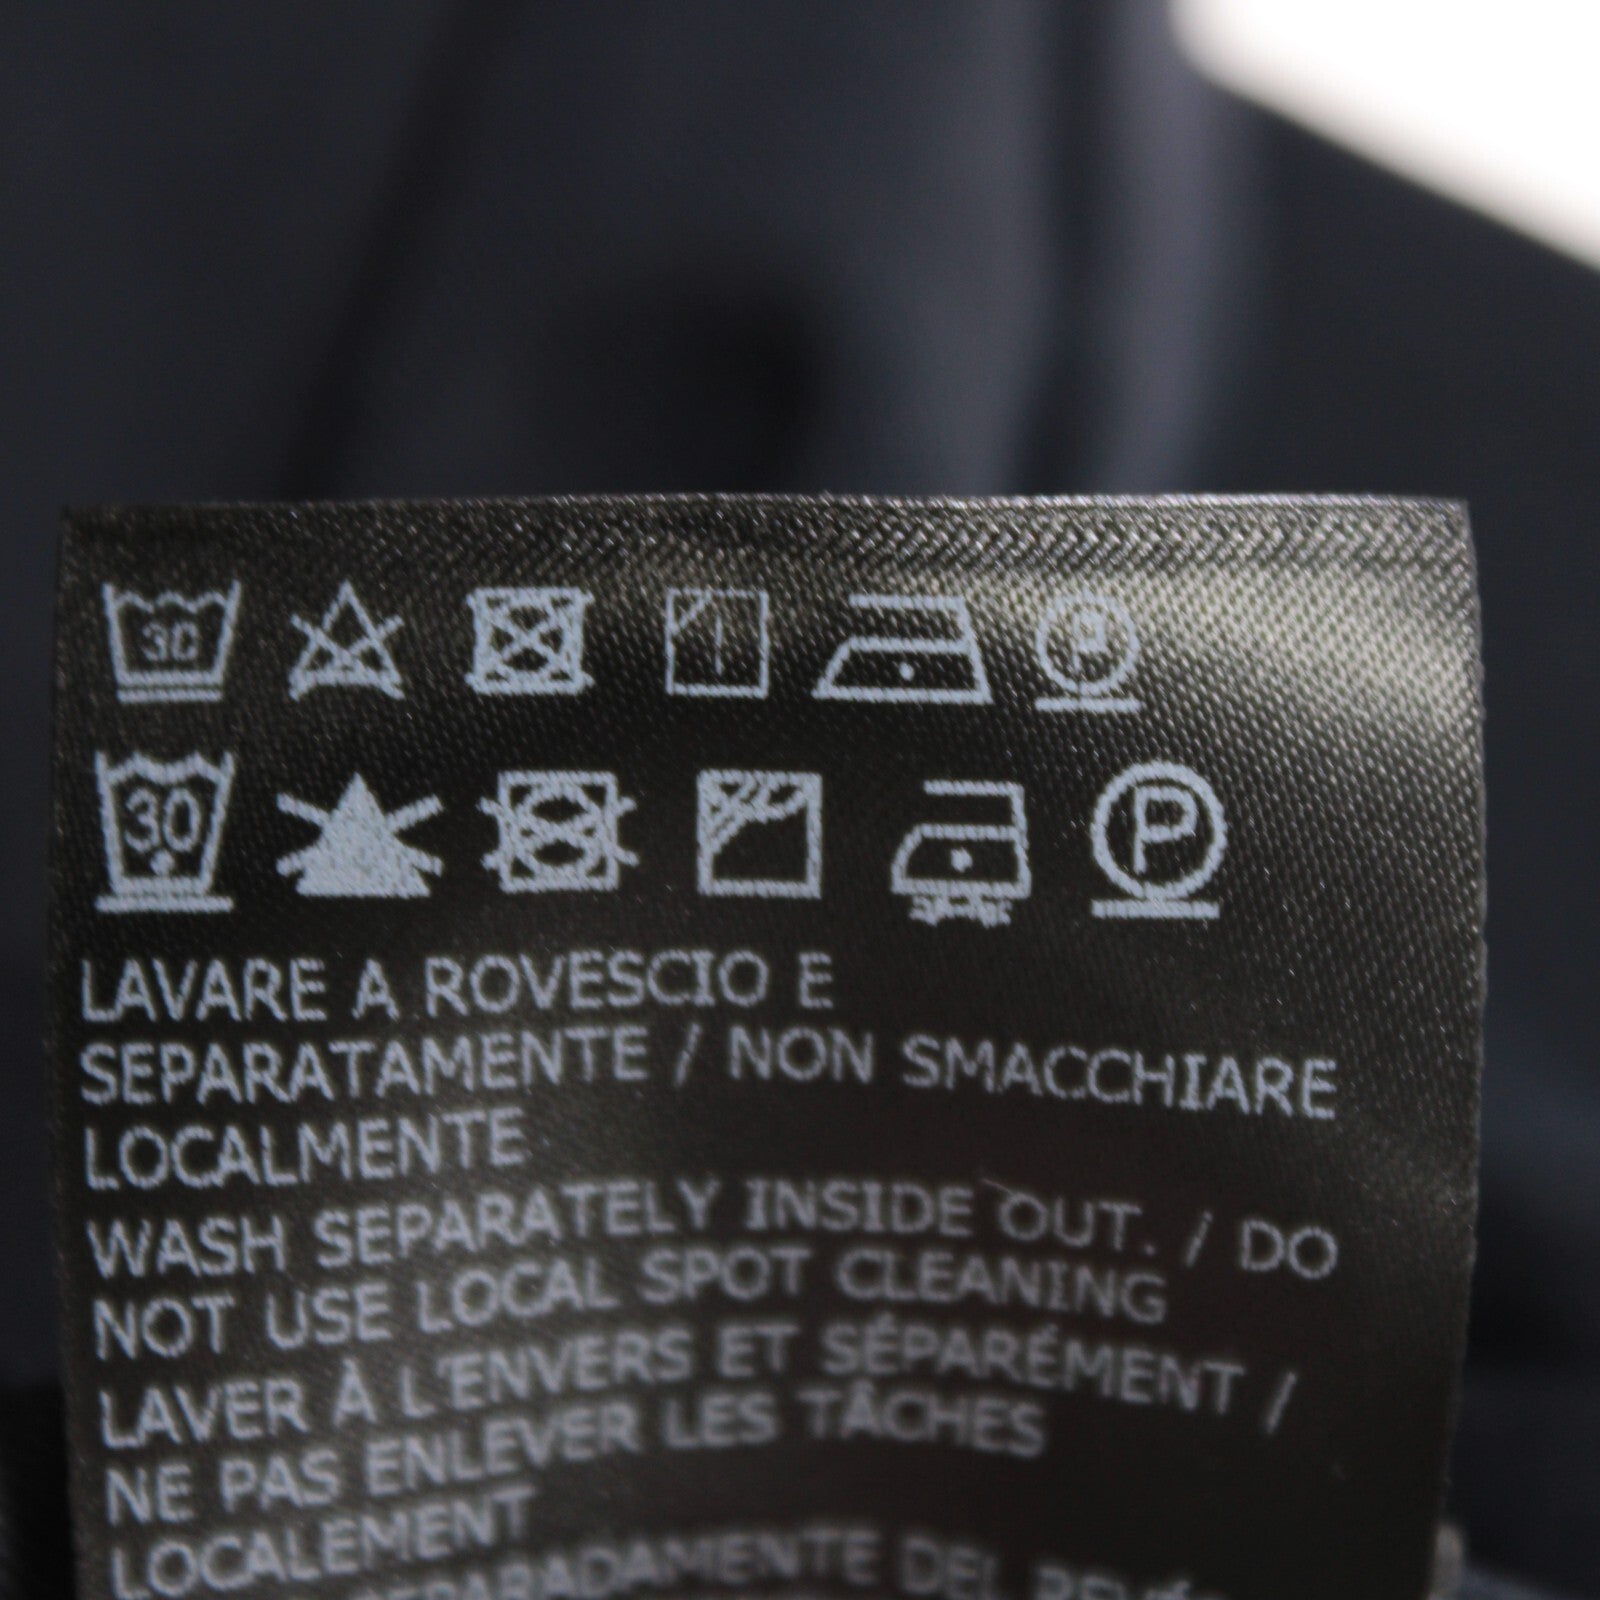 30 P
30 P
LAVARE A ROVESCIO E
SEPARATAMENTE / NON SMACCHIARE
LOCALMENTE
WASH SEPARATELY INSIDE OUT. / DO
NOT USE LOCAL SPOT CLEANING
LAVER À L'ENVERS ET SÉPARÉMENT /
NE PAS ENLEVER LES TÂCHES
LOCALEMENT
DEL